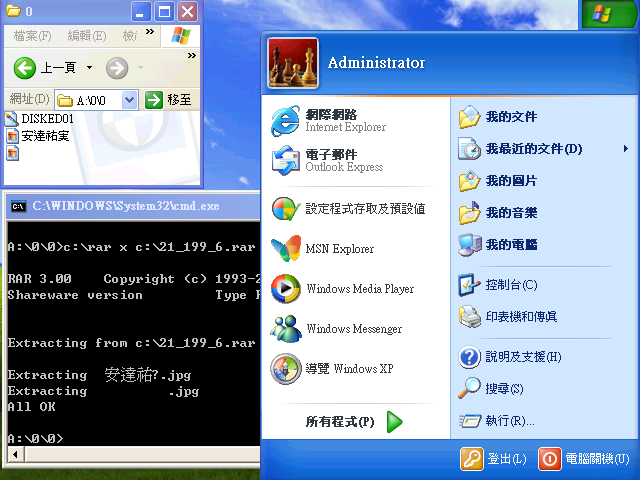 0
檔案(F) 編輯(E) 檢 »
上一頁 »
網址(D) A:\0\0 移至
DISKED01
安達祐実
C:\WINDOWS\System32\cmd.exe
A:\0\0>c:\rar x c:\21_199_6.rar
RAR 3.00 Copyright (c) 1993-2
Shareware version Type R
Extracting from c:\21_199_6.rar
Extracting 安達祐?.jpg
Extracting .jpg
All OK
A:\0\0>
Administrator
網際網路
Internet Explorer
電子郵件
Outlook Express
設定程式存取及預設值
MSN Explorer
Windows Media Player
Windows Messenger
導覽 Windows XP
所有程式(P)
我的文件
我最近的文件(D)
我的圖片
我的音樂
我的電腦
控制台(C)
印表機和傳真
說明及支援(H)
搜尋(S)
執行(R)...
登出(L) 電腦關機(U)